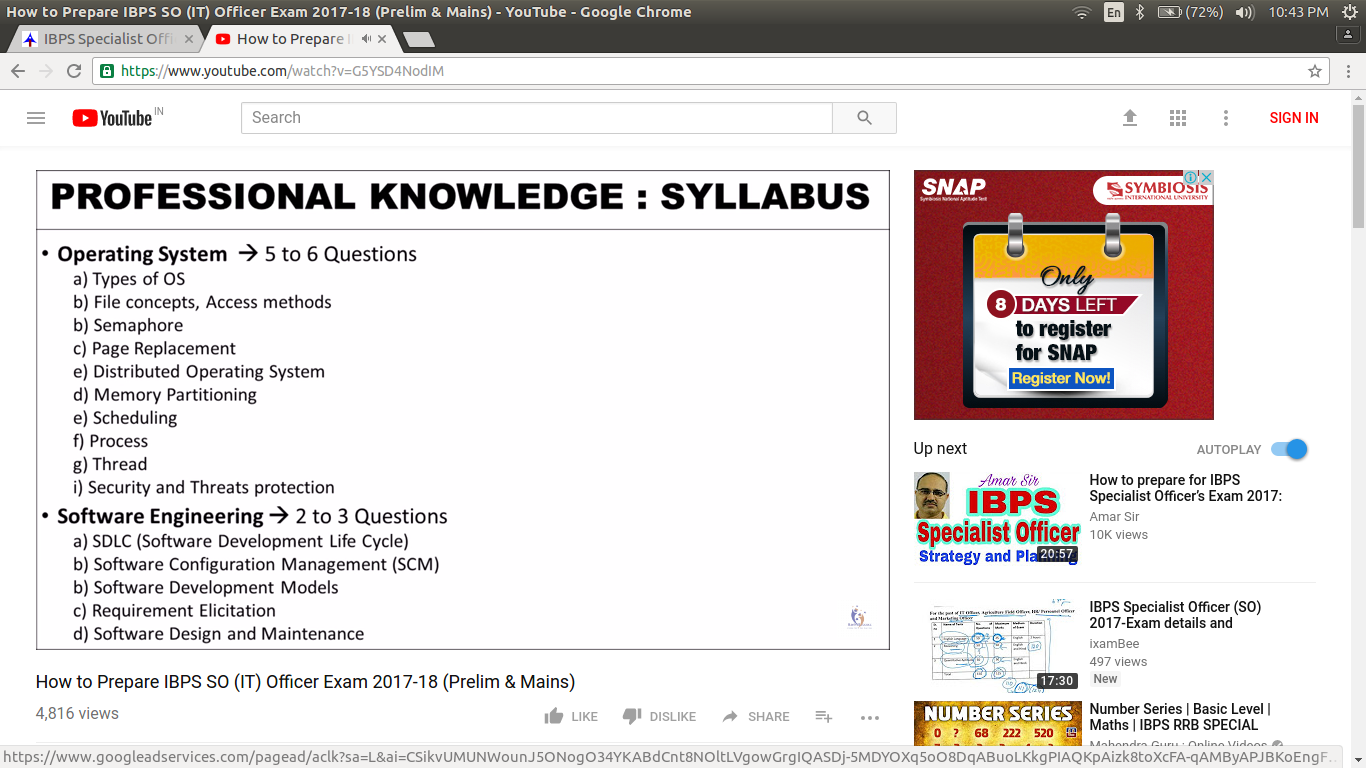 How to Prepare IBPS SO (IT) Officer Exam 2017-18 (Prelim & Mains) - YouTube - Google Chrome
En
(72%)
10:43 PM
IBPS Specialist Offi
How to Prepare I
https://www.youtube.com/watch?v=G5YSD4NodIM
YouTube IN
Search
SIGN IN
PROFESSIONAL KNOWLEDGE : SYLLABUS
• Operating System → 5 to 6 Questions
a) Types of OS
b) File concepts, Access methods
b) Semaphore
c) Page Replacement
e) Distributed Operating System
d) Memory Partitioning
e) Scheduling
f) Process
g) Thread
i) Security and Threats protection
• Software Engineering → 2 to 3 Questions
a) SDLC (Software Development Life Cycle)
b) Software Configuration Management (SCM)
b) Software Development Models
c) Requirement Elicitation
d) Software Design and Maintenance
How to Prepare IBPS SO (IT) Officer Exam 2017-18 (Prelim & Mains)
4,816 views
LIKE
DISLIKE
SHARE
SNAP
Symbiosis National Aptitude Test
SYMBIOSIS
INTERNATIONAL UNIVERSITY
Only
8 DAYS LEFT
to register
for SNAP
Register Now!
Up next
AUTOPLAY
Amar Sir
IBPS
Specialist Officer
Strategy and Planning
20:57
How to prepare for IBPS
Specialist Officer's Exam 2017:
Amar Sir
10K views
17:30
IBPS Specialist Officer (SO)
2017-Exam details and
ixamBee
497 views
New
NUMBER SERIES
0 ? 68 222 520
Number Series | Basic Level |
Maths | IBPS RRB SPECIAL
Mahendra Guru : Online Videos
https://www.googleadservices.com/pagead/aclk?sa=L&ai=CSikvUMUNWounJ5ONogO34YKABdCnt8NOltLVgowGrgIQASDj-5MDYOXq5oO8DqABuoLKkgPIAQKpAizk8toXcFA-qAMByAPJBKoEngF...